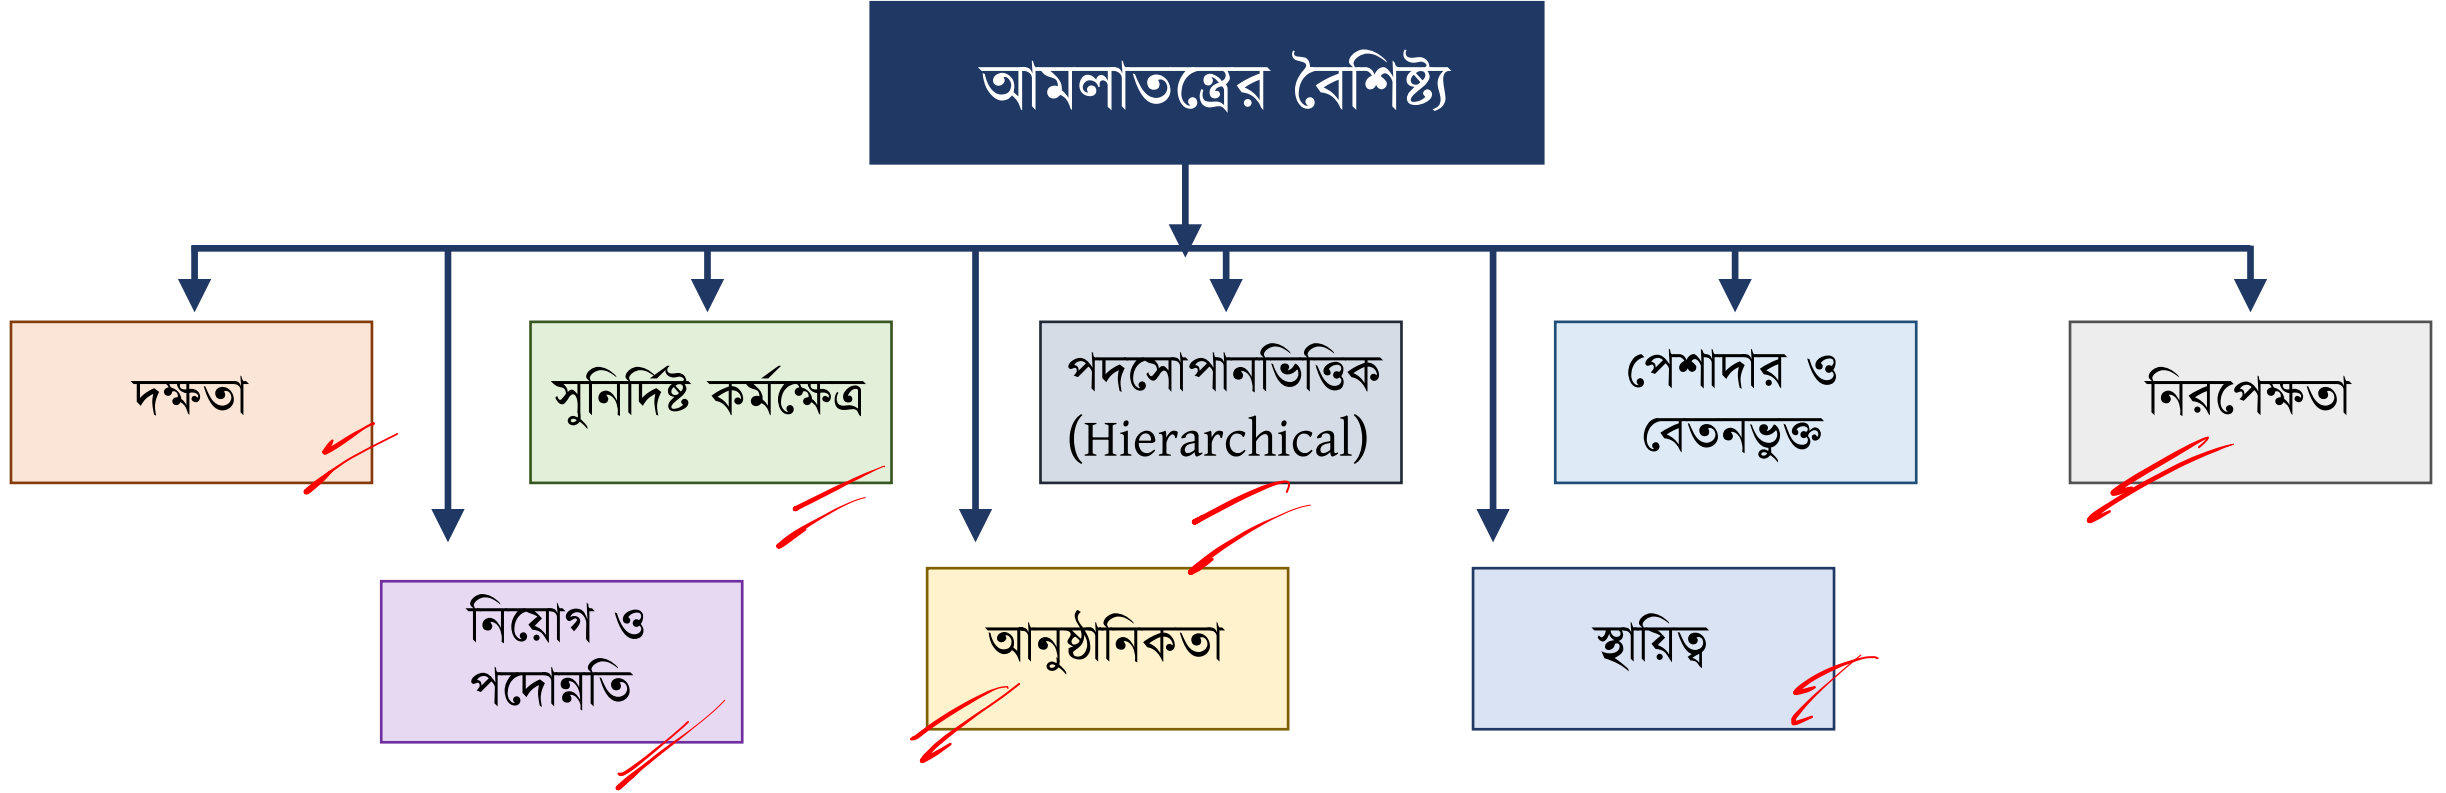 আমলাতন্ত্রের বৈশিষ্ট্য
দক্ষতা
সুনির্দিষ্ট কর্মক্ষেত্র
পদসোপানভিত্তিক
(Hierarchical)
পেশাদার ও
বেতনভুক্ত
নিরপেক্ষতা
নিয়োগ ও
পদোন্নতি
আনুষ্ঠানিকতা
স্থায়িত্ব